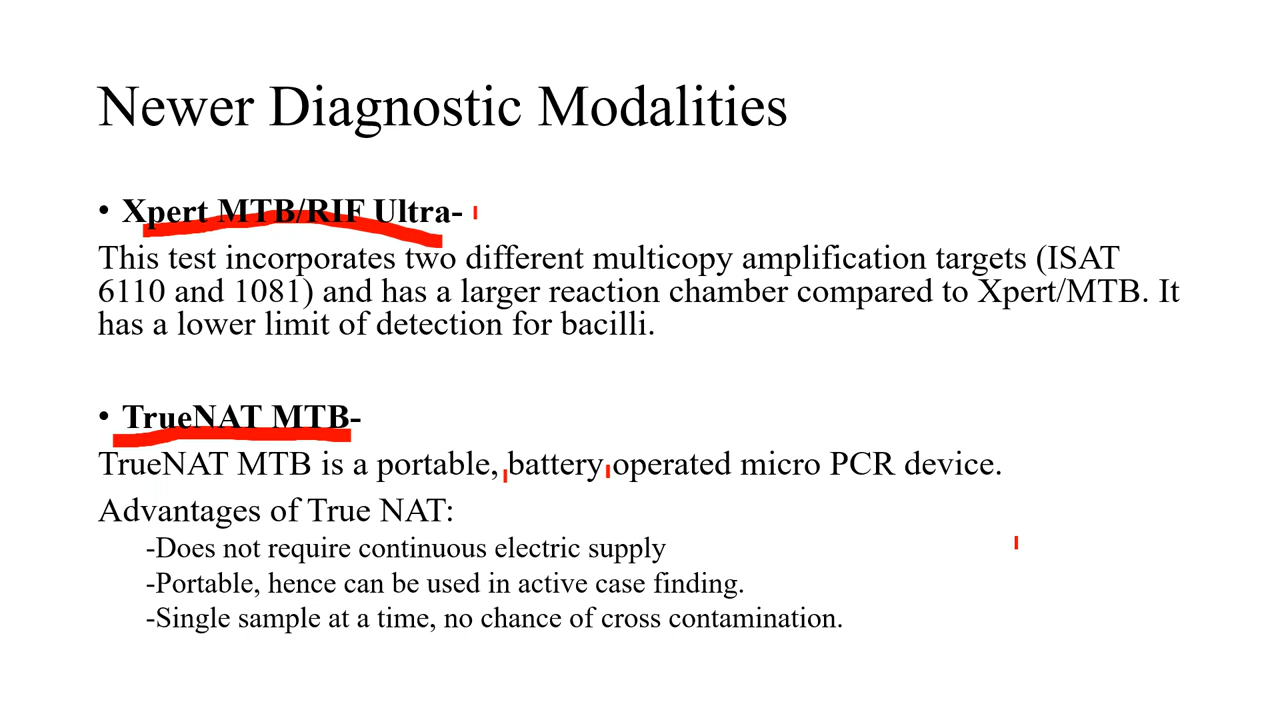 Newer Diagnostic Modalities
• Xpert MTB/RIF Ultra-
This test incorporates two different multicopy amplification targets (ISAT
6110 and 1081) and has a larger reaction chamber compared to Xpert/MTB. It
has a lower limit of detection for bacilli.
• TrueNAT MTB-
TrueNAT MTB is a portable, battery operated micro PCR device.
Advantages of True NAT:
-Does not require continuous electric supply
-Portable, hence can be used in active case finding.
-Single sample at a time, no chance of cross contamination.